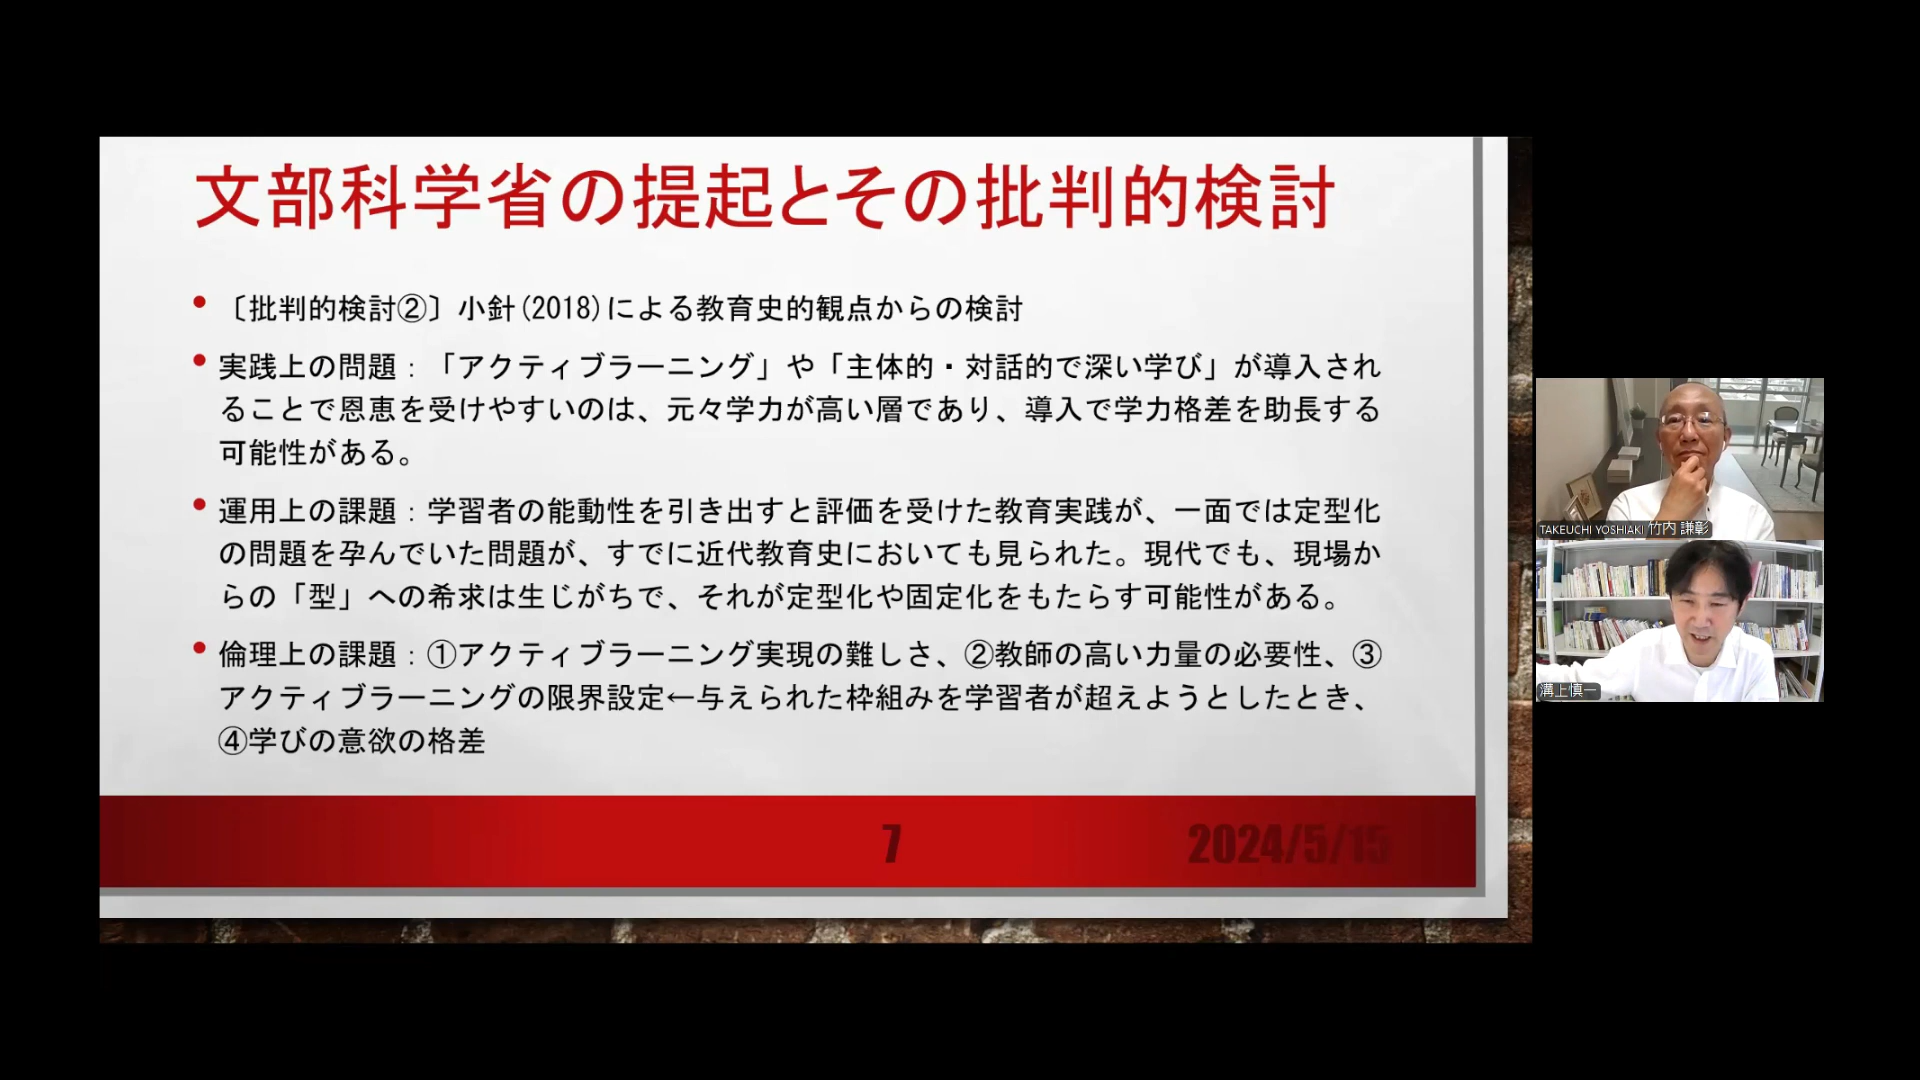 文部科学省の提起とその批判的検討
• 〔批判的検討②〕小針(2018)による教育史的観点からの検討
• 実践上の問題：「アクティブラーニング」や「主体的・対話的で深い学び」が導入され
ることで恩恵を受けやすいのは、元々学力が高い層であり、導入で学力格差を助長する
可能性がある。
• 運用上の課題：学習者の能動性を引き出すと評価を受けた教育実践が、一面では定型化
の問題を孕んでいた問題が、すでに近代教育史においても見られた。現代でも、現場か
らの「型」への希求は生じがちで、それが定型化や固定化をもたらす可能性がある。
• 倫理上の課題：①アクティブラーニング実現の難しさ、②教師の高い力量の必要性、③
アクティブラーニングの限界設定←与えられた枠組みを学習者が超えようとしたとき、
④学びの意欲の格差
7
2024/5/15
TAKEUCHI YOSHIAKI 竹内 謙彰
溝上慎一